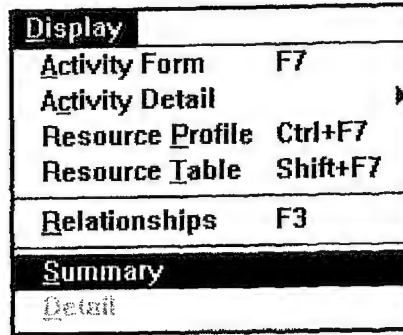 Display
Activity Form F7
Activity Detail
Resource Profile Ctrl+F7
Resource Table Shift+F7
Relationships F3
Summary
Detail